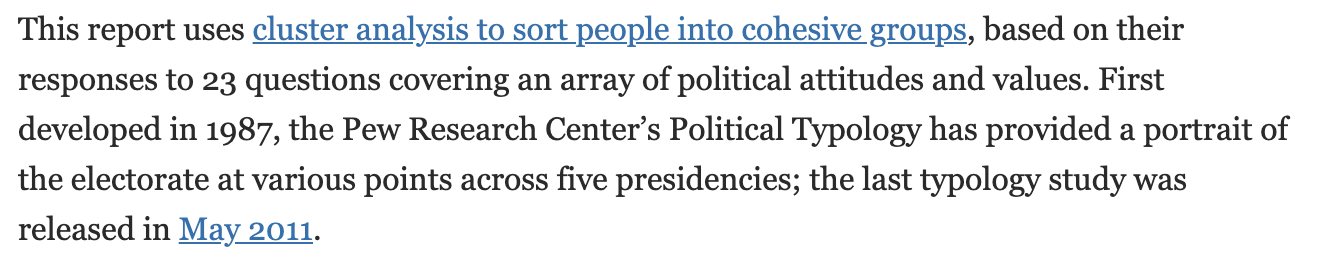 This report uses cluster analysis to sort people into cohesive groups, based on their
responses to 23 questions covering an array of political attitudes and values. First
developed in 1987, the Pew Research Center’s Political Typology has provided a portrait of
the electorate at various points across five presidencies; the last typology study was
released in May 2011.